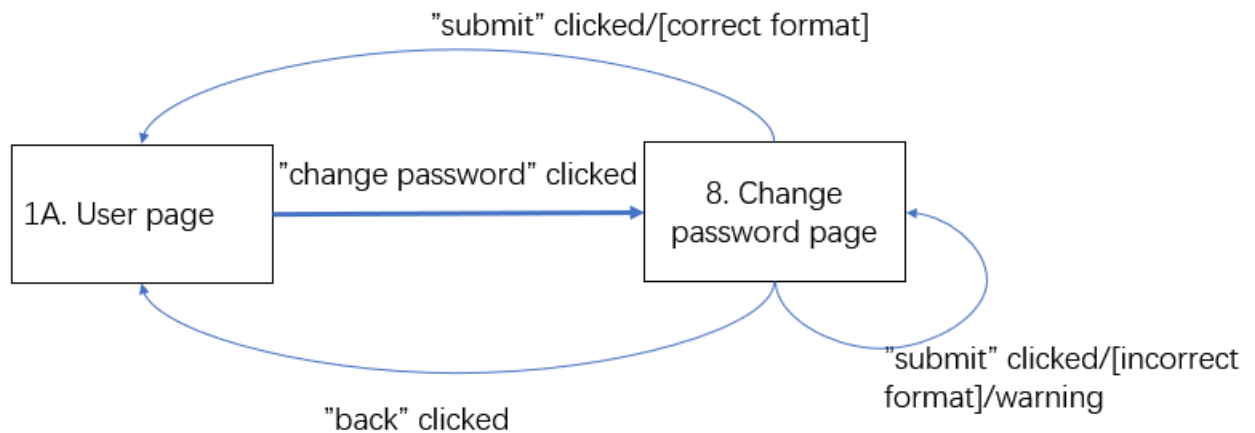 ”submit” clicked/[correct format]
”change password” clicked
1A. User page
8. Change
password page
”submit” clicked/[incorrect
format]/warning
”back” clicked